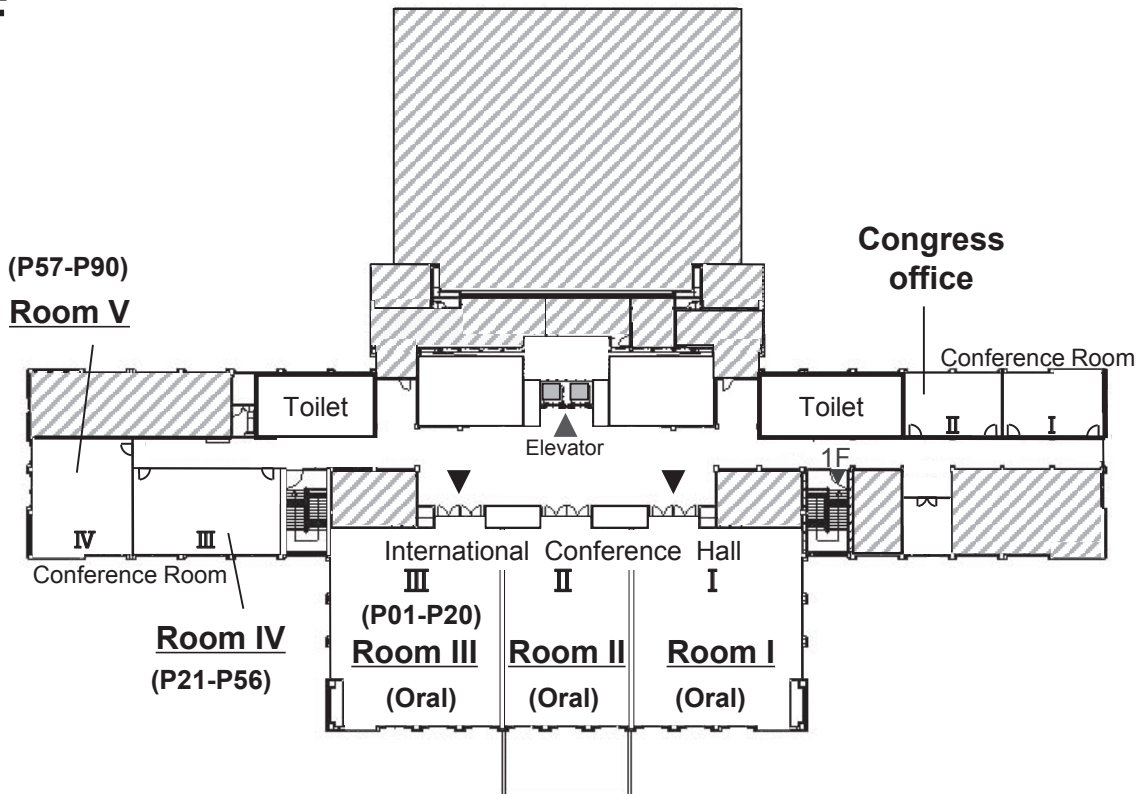 (P57-P90)
Room V
Congress
office
Conference Room
Toilet
Toilet
Ⅱ
Ⅰ
Elevator
1F
Ⅳ
Ⅲ
Conference Room
International Conference Hall
Ⅲ
Ⅱ
Ⅰ
(P01-P20)
Room IV
(P21-P56)
Room III
Room II
Room I
(Oral)
(Oral)
(Oral)